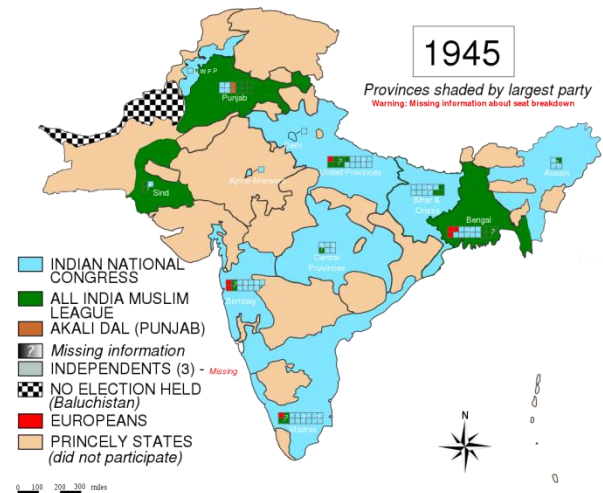 1945
Provinces shaded by largest party
Warning: Missing information about seat breakdown
N.W.F.P
Punjab
Delhi
United Provinces
Ajmer Marwara
Sind
Bihar &
Orissa
Assam
Bengal
Central
Provinces
Bombay
Madras
INDIAN NATIONAL
CONGRESS
ALL INDIA MUSLIM
LEAGUE
AKALI DAL (PUNJAB)
? Missing information
INDEPENDENTS (3) - Missing
NO ELECTION HELD
(Baluchistan)
EUROPEANS
PRINCELY STATES
(did not participate)
N
0 100 200 300 miles